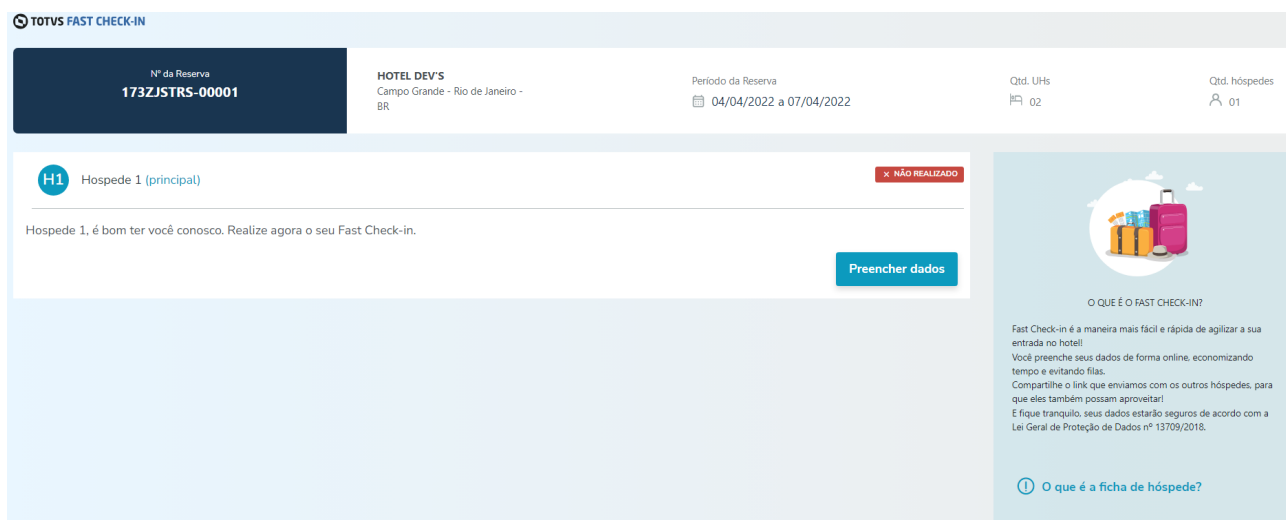 TOTVS FAST CHECK-IN
Nº da Reserva
173ZJSTRS-00001
HOTEL DEV'S
Campo Grande - Rio de Janeiro -
BR
Período da Reserva
04/04/2022 a 07/04/2022
Qtd. UHs
02
Qtd. hóspedes
01
H1
Hospede 1 (principal)
x NÃO REALIZADO
Hospede 1, é bom ter você conosco. Realize agora o seu Fast Check-in.
Preencher dados
O QUE É O FAST CHECK-IN?
Fast Check-in é a maneira mais fácil e rápida de agilizar a sua
entrada no hotel!
Você preenche seus dados de forma online, economizando
tempo e evitando filas.
Compartilhe o link que enviamos com os outros hóspedes, para
que eles também possam aproveitar!
E fique tranquilo, seus dados estarão seguros de acordo com a
Lei Geral de Proteção de Dados nº 13709/2018.
O que é a ficha de hóspede?